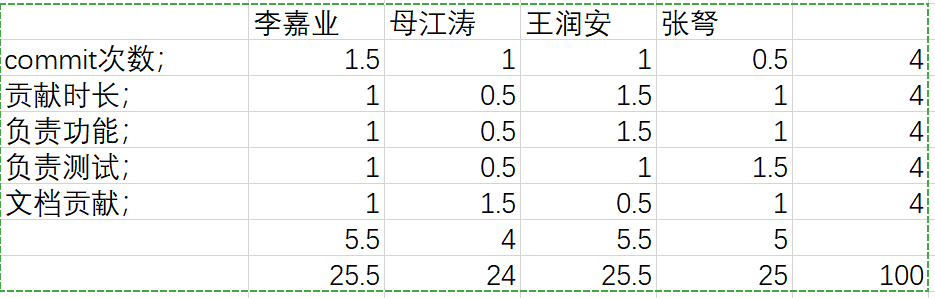 李嘉业 母江涛 王润安 张弩
commit次数； 1.5 1 1 0.5 4
贡献时长； 1 0.5 1.5 1 4
负责功能； 1 0.5 1.5 1 4
负责测试； 1 0.5 1 1.5 4
文档贡献； 1 1.5 0.5 1 4
5.5 4 5.5 5
25.5 24 25.5 25 100